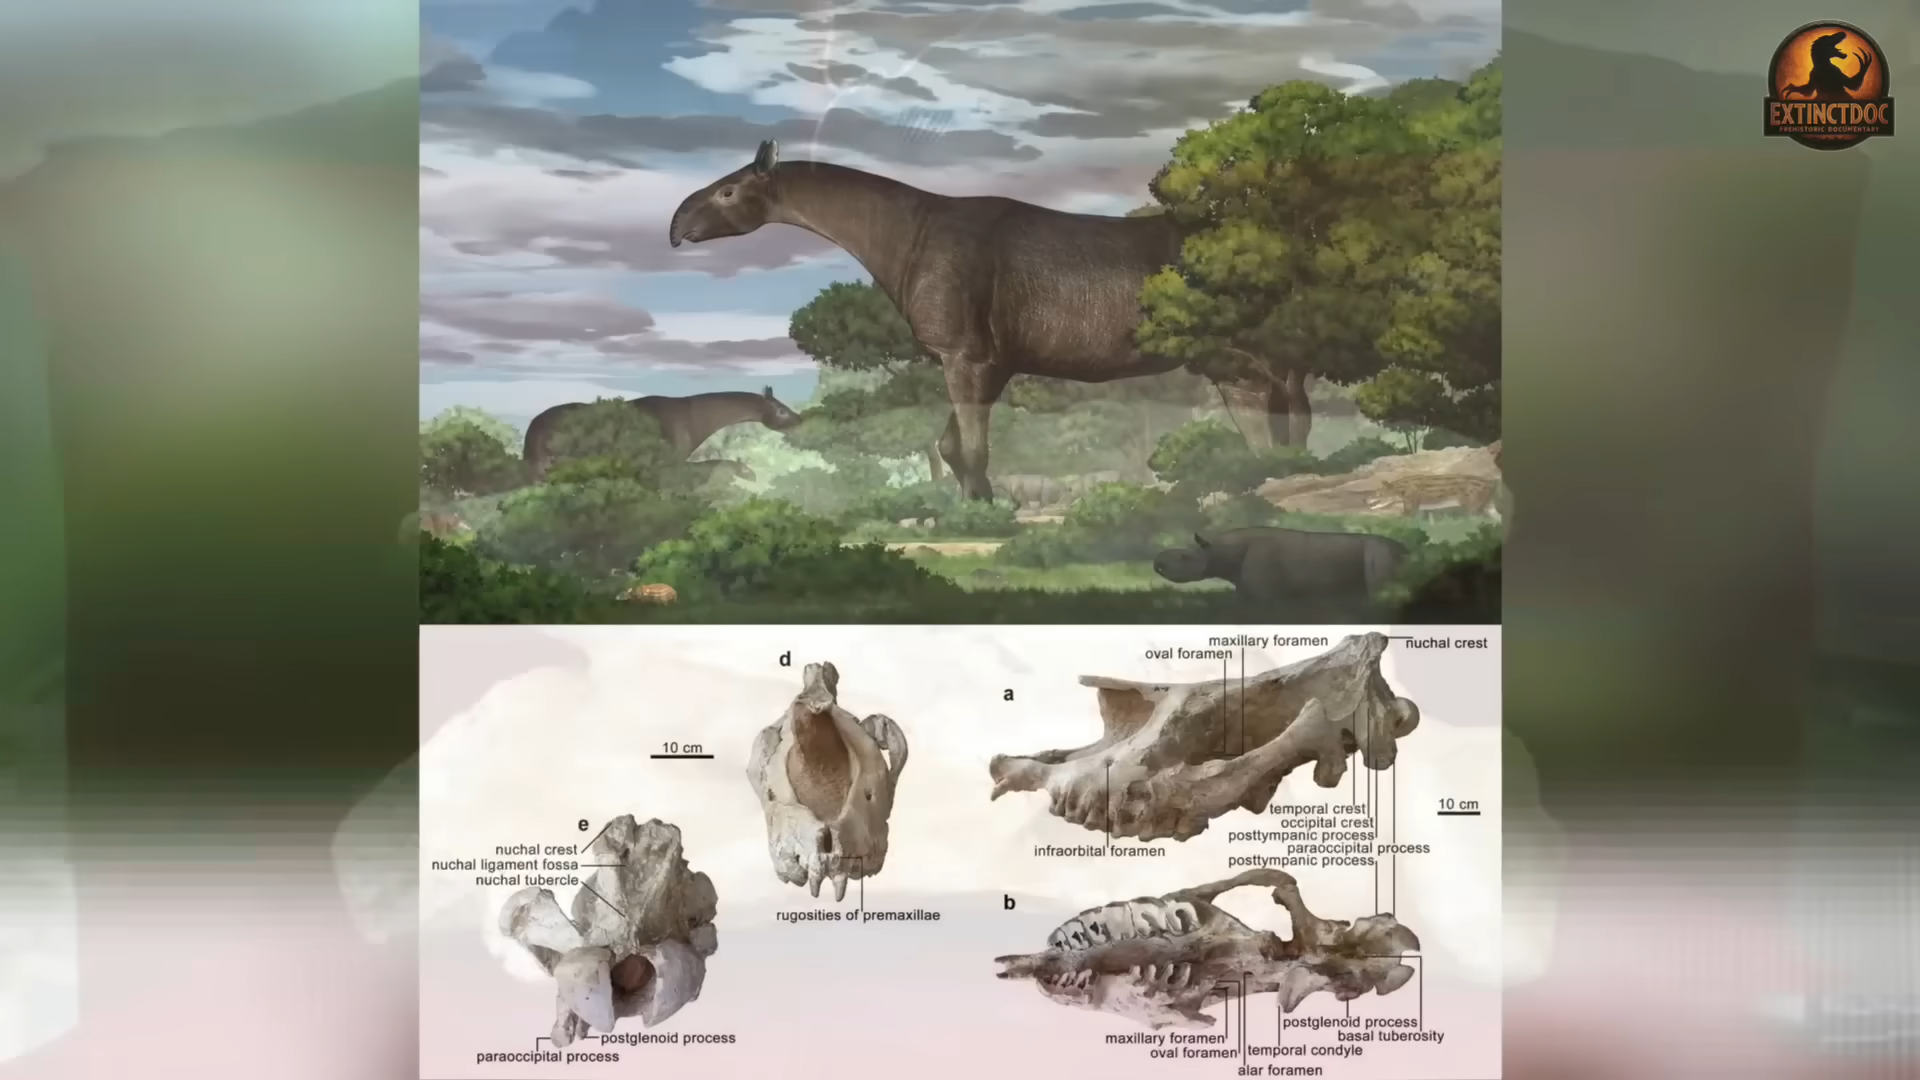 EXTINCTDOC
PREHISTORIC DOCUMENTARY
d
10 cm
rugosities of premaxillae
e
nuchal crest
nuchal ligament fossa
nuchal tubercle
postglenoid process
paraoccipital process
maxillary foramen
oval foramen
nuchal crest
a
10 cm
temporal crest
occipital crest
posttympanic process
infraorbital foramen
paraoccipital process
posttympanic process
b
postglenoid process
maxillary foramen
basal tuberosity
oval foramen
temporal condyle
alar foramen